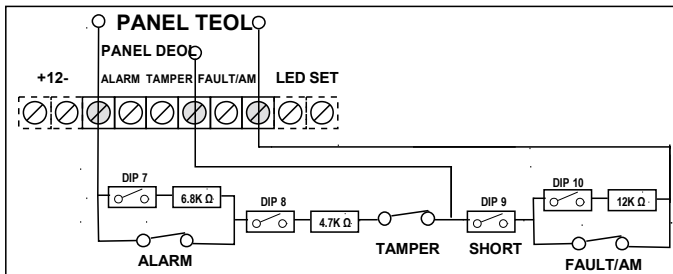 PANEL TEOL
PANEL DEOL
+12- ALARM TAMPER FAULT/AM LED SET
DIP 7 6.8K Ω
DIP 8 4.7K Ω
DIP 9
DIP 10 12K Ω
ALARM
TAMPER
SHORT
FAULT/AM